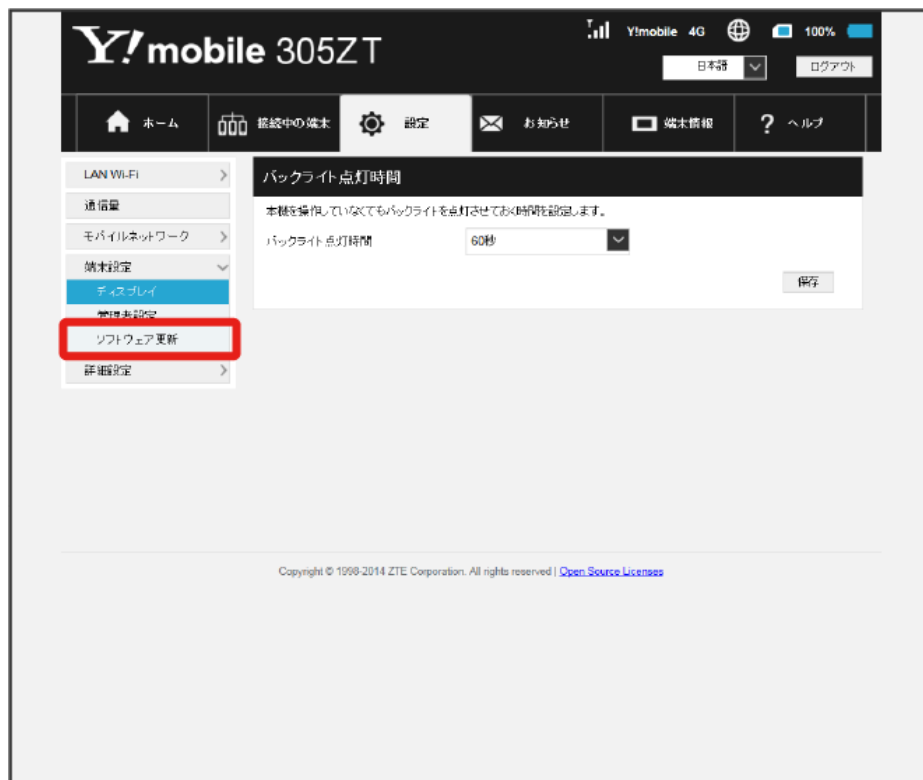 Y!mobile 305ZT
Y!mobile 4G 100%
日本語 ログアウト
ホーム 接続中の端末 設定 お知らせ 端末情報 ? ヘルプ
LAN Wi-Fi
通信量
モバイルネットワーク
端末設定
ディスプレイ
管理者設定
ソフトウェア更新
詳細設定
バックライト点灯時間
本機を操作していなくてもバックライトを点灯させておく時間を設定します。
バックライト点灯時間 60秒
保存
Copyright © 1998-2014 ZTE Corporation. All rights reserved | Open Source Licenses